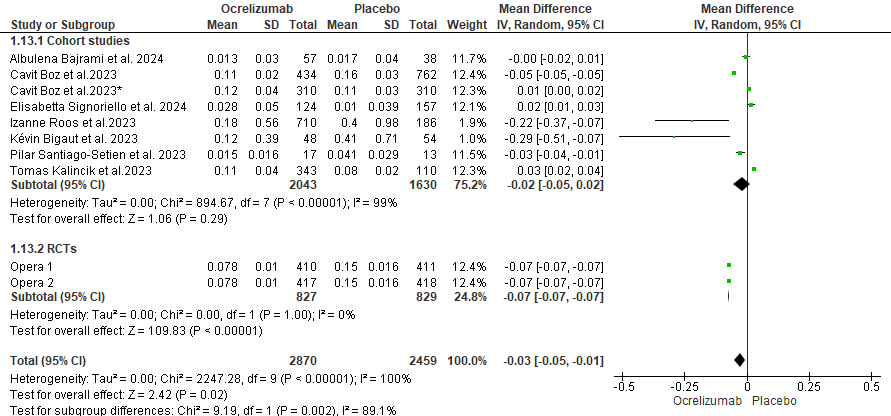 Ocrelizumab Placebo Mean Difference Mean Difference
Study or Subgroup Mean SD Total Mean SD Total Weight IV, Random, 95% CI IV, Random, 95% CI
1.13.1 Cohort studies
Albulena Bajrami et al. 2024 0.013 0.03 57 0.017 0.04 38 11.7% -0.00 [-0.02, 0.01]
Cavit Boz et al.2023 0.11 0.02 434 0.16 0.03 762 12.4% -0.05 [-0.05, -0.05]
Cavit Boz et al.2023* 0.12 0.04 310 0.11 0.03 310 12.4% 0.01 [0.00, 0.02]
Elisabetta Signoriello et al. 2024 0.028 0.05 124 0.01 0.039 157 12.1% 0.02 [0.01, 0.03]
Izanne Roos et al.2023 0.18 0.56 710 0.4 0.98 186 1.9% -0.22 [-0.37, -0.07]
Kévin Bigaut et al. 2023 0.12 0.39 48 0.41 0.71 54 0.8% -0.29 [-0.51, -0.07]
Pilar Santiago-Setien et al. 2023 0.015 0.016 17 0.041 0.029 13 11.5% -0.03 [-0.04, -0.01]
Tomas Kalincik et al.2023 0.11 0.04 343 0.08 0.02 110 12.4% 0.03 [0.02, 0.04]
Subtotal (95% CI) 2043 1630 75.2% -0.02 [-0.05, 0.02]
Heterogeneity: Tau² = 0.00; Chi² = 894.67, df = 7 (P < 0.00001); I² = 99%
Test for overall effect: Z = 1.06 (P = 0.29)
1.13.2 RCTs
Opera 1 0.078 0.01 410 0.15 0.016 411 12.4% -0.07 [-0.07, -0.07]
Opera 2 0.078 0.01 417 0.15 0.016 418 12.4% -0.07 [-0.07, -0.07]
Subtotal (95% CI) 827 829 24.8% -0.07 [-0.07, -0.07]
Heterogeneity: Tau² = 0.00; Chi² = 0.00, df = 1 (P = 1.00); I² = 0%
Test for overall effect: Z = 109.83 (P < 0.00001)
Total (95% CI) 2870 2459 100.0% -0.03 [-0.05, -0.01]
Heterogeneity: Tau² = 0.00; Chi² = 2247.28, df = 9 (P < 0.00001); I² = 100%
Test for overall effect: Z = 2.42 (P = 0.02)
Test for subgroup differences: Chi² = 9.19, df = 1 (P = 0.002), I² = 89.1%
-0.5 -0.25 0 0.25 0.5
Ocrelizumab Placebo